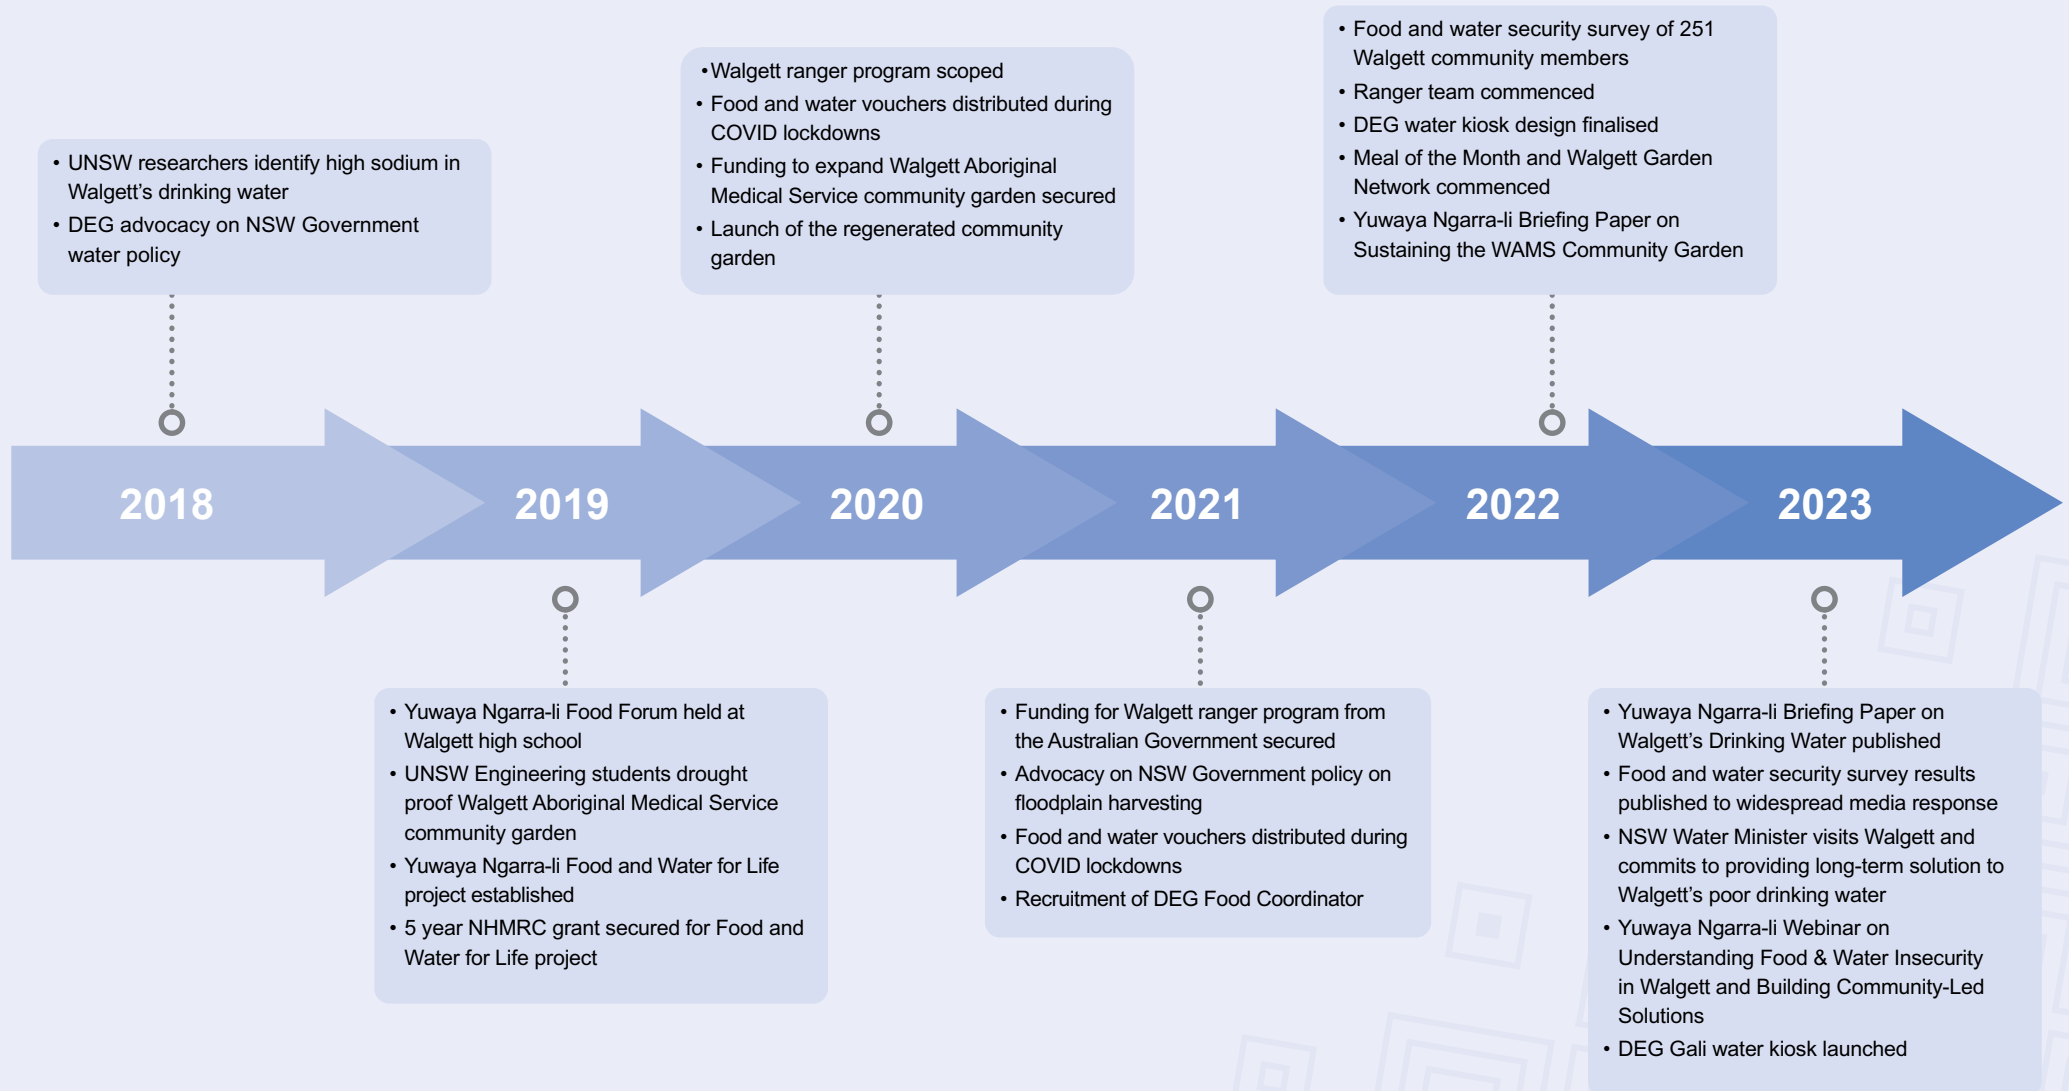 • UNSW researchers identify high sodium in
Walgett’s drinking water
• DEG advocacy on NSW Government
water policy
•Walgett ranger program scoped
• Food and water vouchers distributed during
COVID lockdowns
• Funding to expand Walgett Aboriginal
Medical Service community garden secured
• Launch of the regenerated community
garden
• Food and water security survey of 251
Walgett community members
• Ranger team commenced
• DEG water kiosk design finalised
• Meal of the Month and Walgett Garden
Network commenced
• Yuwaya Ngarra-li Briefing Paper on
Sustaining the WAMS Community Garden
2018
2019
2020
2021
2022
2023
• Yuwaya Ngarra-li Food Forum held at
Walgett high school
• UNSW Engineering students drought
proof Walgett Aboriginal Medical Service
community garden
• Yuwaya Ngarra-li Food and Water for Life
project established
• 5 year NHMRC grant secured for Food and
Water for Life project
• Funding for Walgett ranger program from
the Australian Government secured
• Advocacy on NSW Government policy on
floodplain harvesting
• Food and water vouchers distributed during
COVID lockdowns
• Recruitment of DEG Food Coordinator
• Yuwaya Ngarra-li Briefing Paper on
Walgett’s Drinking Water published
• Food and water security survey results
published to widespread media response
• NSW Water Minister visits Walgett and
commits to providing long-term solution to
Walgett’s poor drinking water
• Yuwaya Ngarra-li Webinar on
Understanding Food & Water Insecurity
in Walgett and Building Community-Led
Solutions
• DEG Gali water kiosk launched